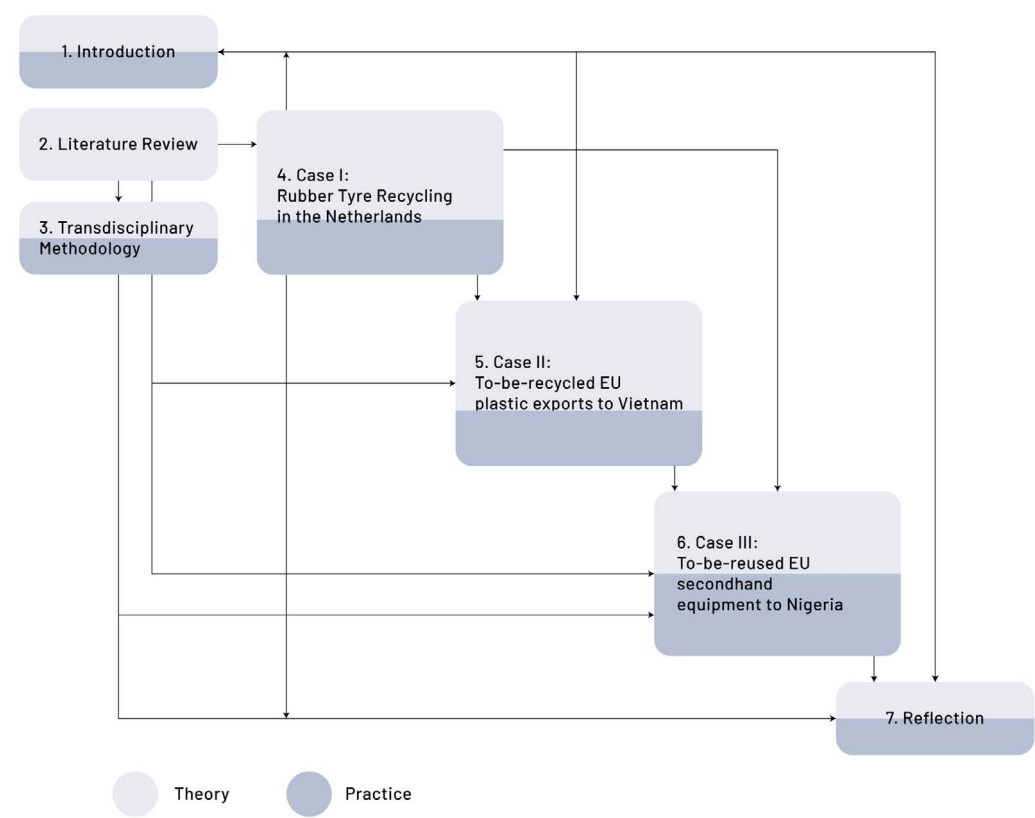 1. Introduction
2. Literature Review
3. Transdisciplinary
Methodology
4. Case I:
Rubber Tyre Recycling
in the Netherlands
5. Case II:
To-be-recycled EU
plastic exports to Vietnam
6. Case III:
To-be-reused EU
secondhand
equipment to Nigeria
7. Reflection
Theory
Practice